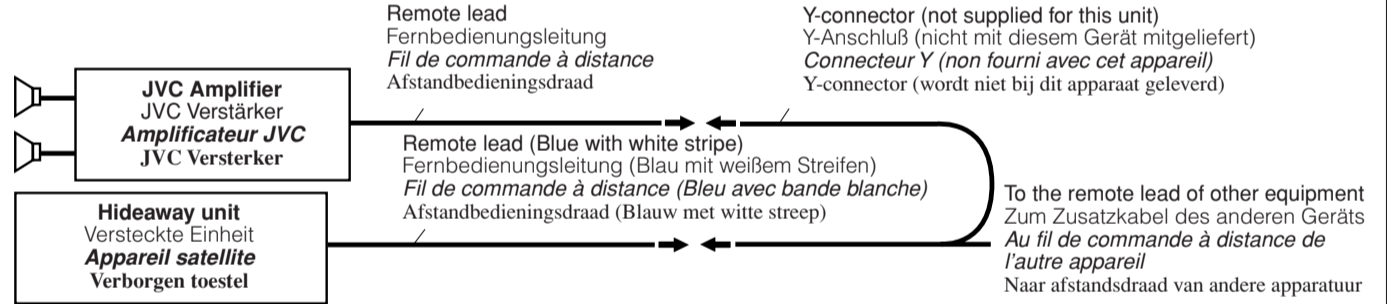 Remote lead
Fernbedienungsleitung
Fil de commande à distance
Afstandbedieningsdraad
Y-connector (not supplied for this unit)
Y-Anschluß (nicht mit diesem Gerät mitgeliefert)
Connecteur Y (non fourni avec cet appareil)
Y-connector (wordt niet bij dit apparaat geleverd)
JVC Amplifier
JVC Verstärker
Amplificateur JVC
JVC Versterker
Remote lead (Blue with white stripe)
Fernbedienungsleitung (Blau mit weißem Streifen)
Fil de commande à distance (Bleu avec bande blanche)
Afstandbedieningsdraad (Blauw met witte streep)
Hideaway unit
Versteckte Einheit
Appareil satellite
Verborgen toestel
To the remote lead of other equipment
Zum Zusatzkabel des anderen Geräts
Au fil de commande à distance de
l'autre appareil
Naar afstandsdraad van andere apparatuur